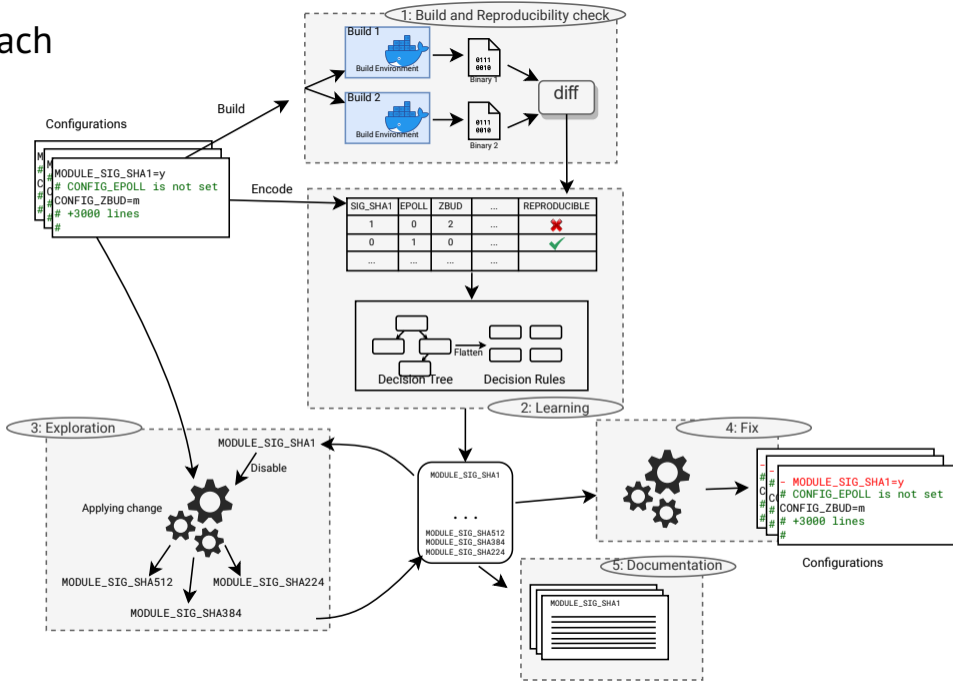 ach
1: Build and Reproducibility check
Build 1
Build Environment
0111
0010
Binary 1
Build 2
Build Environment
0111
0010
Binary 2
diff
Build
Configurations
MODULE_SIG_SHA1=y
# CONFIG_EPOLL is not set
CONFIG_ZBUD=m
# +3000 lines
#
M
#
C
#
#
M
#
C
#
#
Encode
SIG_SHA1 EPOLL ZBUD ... REPRODUCIBLE
1 0 2 ...
0 1 0 ...
... ... ... ...
Flatten
Decision Tree Decision Rules
2: Learning
3: Exploration
MODULE_SIG_SHA1
Disable
Applying change
MODULE_SIG_SHA512
MODULE_SIG_SHA224
MODULE_SIG_SHA384
MODULE_SIG_SHA1
...
MODULE_SIG_SHA512
MODULE_SIG_SHA384
MODULE_SIG_SHA224
4: Fix
- MODULE_SIG_SHA1=y
# CONFIG_EPOLL is not set
CONFIG_ZBUD=m
# +3000 lines
#
-
#
C
#
#
-
#
C
#
#
Configurations
5: Documentation
MODULE_SIG_SHA1